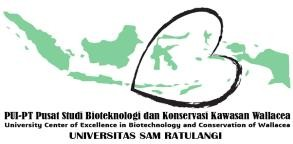 PUI-PT Pusat Studi Bioteknologi dan Konservasi Kawasan Wallacea
University Center of Excellence in Biotechnology and Conservation of Wallacea
UNIVERSITAS SAM RATULANGI